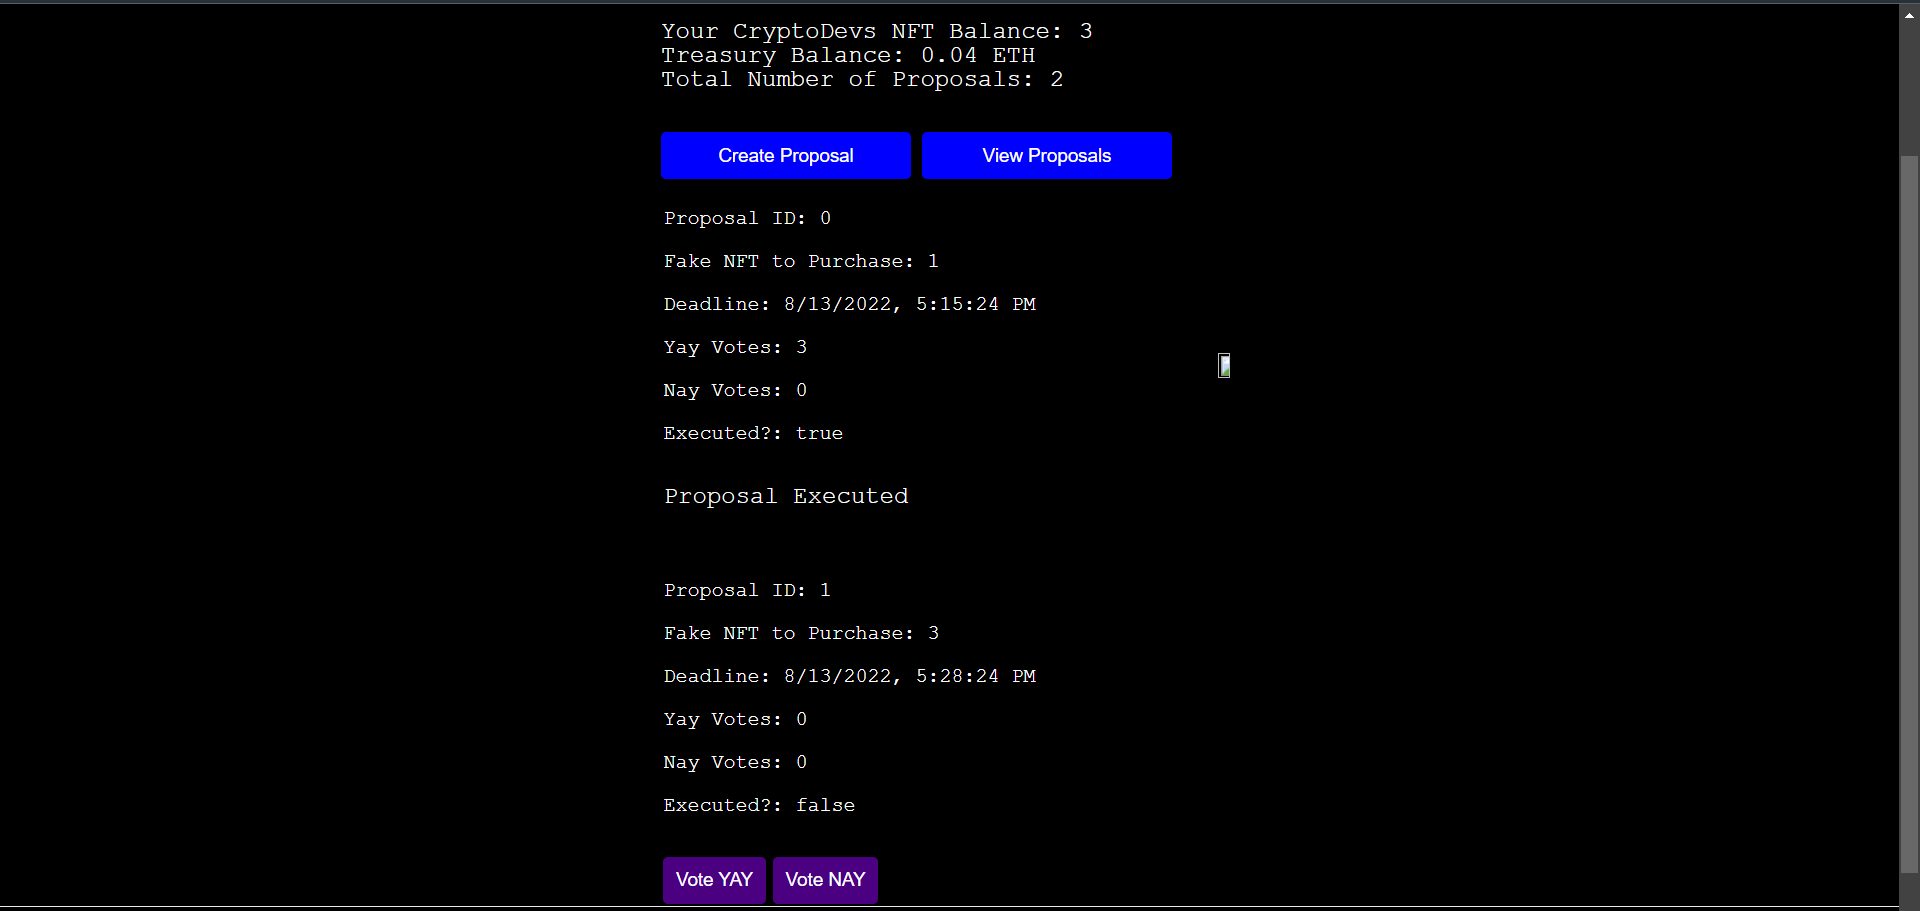 Your CryptoDevs NFT Balance: 3
Treasury Balance: 0.04 ETH
Total Number of Proposals: 2
Create Proposal
View Proposals
Proposal ID: 0
Fake NFT to Purchase: 1
Deadline: 8/13/2022, 5:15:24 PM
Yay Votes: 3
Nay Votes: 0
Executed?: true
Proposal Executed
Proposal ID: 1
Fake NFT to Purchase: 3
Deadline: 8/13/2022, 5:28:24 PM
Yay Votes: 0
Nay Votes: 0
Executed?: false
Vote YAY
Vote NAY